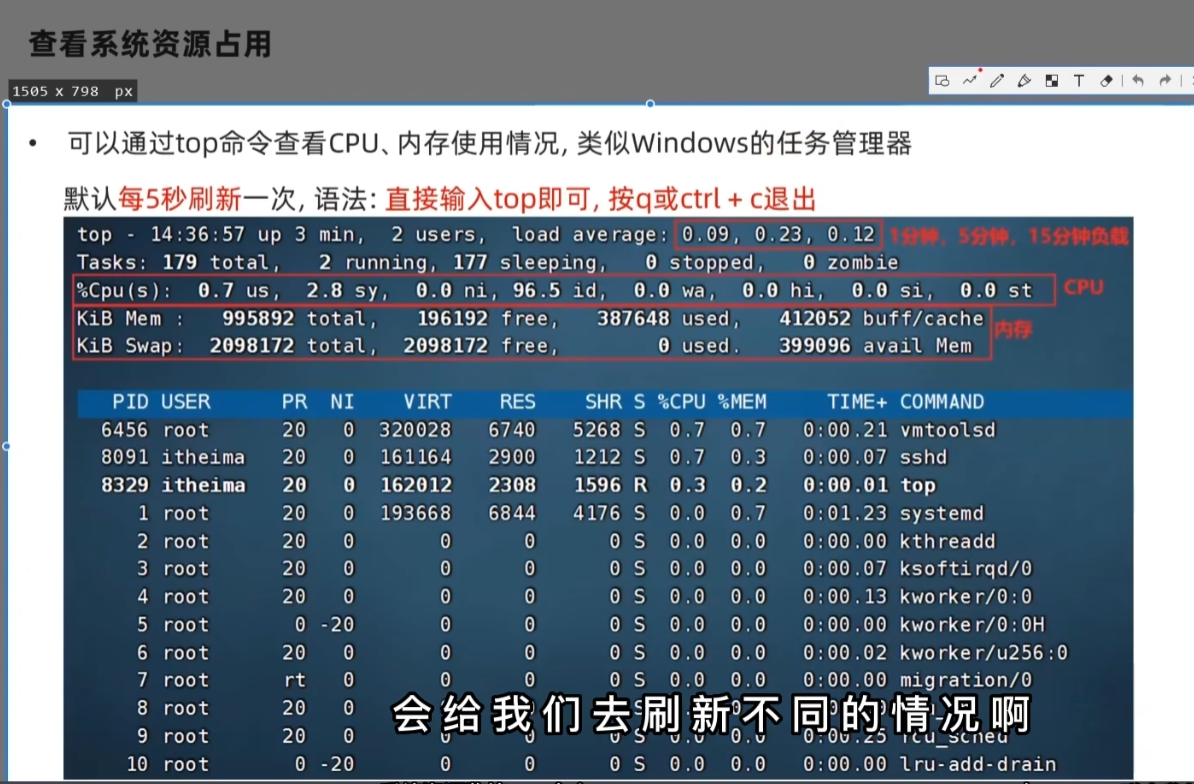 查看系统资源占用
1505 x 798 px
T
• 可以通过top命令查看CPU、内存使用情况, 类似Windows的任务管理器
默认每5秒刷新一次, 语法: 直接输入top即可, 按q或ctrl + c退出
top - 14:36:57 up 3 min, 2 users, load average: 0.09, 0.23, 0.12 1分钟, 5分钟, 15分钟负载
Tasks: 179 total, 2 running, 177 sleeping, 0 stopped, 0 zombie
%Cpu(s): 0.7 us, 2.8 sy, 0.0 ni, 96.5 id, 0.0 wa, 0.0 hi, 0.0 si, 0.0 st CPU
KiB Mem : 995892 total, 196192 free, 387648 used, 412052 buff/cache
内存
KiB Swap: 2098172 total, 2098172 free, 0 used. 399096 avail Mem
PID USER PR NI VIRT RES SHR S %CPU %MEM TIME+ COMMAND
6456 root 20 0 320028 6740 5268 S 0.7 0.7 0:00.21 vmtoolsd
8091 itheima 20 0 161164 2900 1212 S 0.7 0.3 0:00.07 sshd
8329 itheima 20 0 162012 2308 1596 R 0.3 0.2 0:00.01 top
1 root 20 0 193668 6844 4176 S 0.0 0.7 0:01.23 systemd
2 root 20 0 0 0 0 S 0.0 0.0 0:00.00 kthreadd
3 root 20 0 0 0 0 S 0.0 0.0 0:00.07 ksoftirqd/0
4 root 20 0 0 0 0 S 0.0 0.0 0:00.13 kworker/0:0
5 root 0 -20 0 0 0 S 0.0 0.0 0:00.00 kworker/0:0H
6 root 20 0 0 0 0 S 0.0 0.0 0:00.02 kworker/u256:0
7 root rt 0 0 0 0 S 0.0 0.0 0:00.00 migration/0
8 root 20 0
会给我们去刷新不同的情况啊
9 root 20 0 0 0 0 S 0.0 0.0 0:00.25 rcu_sched
10 root 0 -20 0 0 0 S 0.0 0.0 0:00.00 lru-add-drain